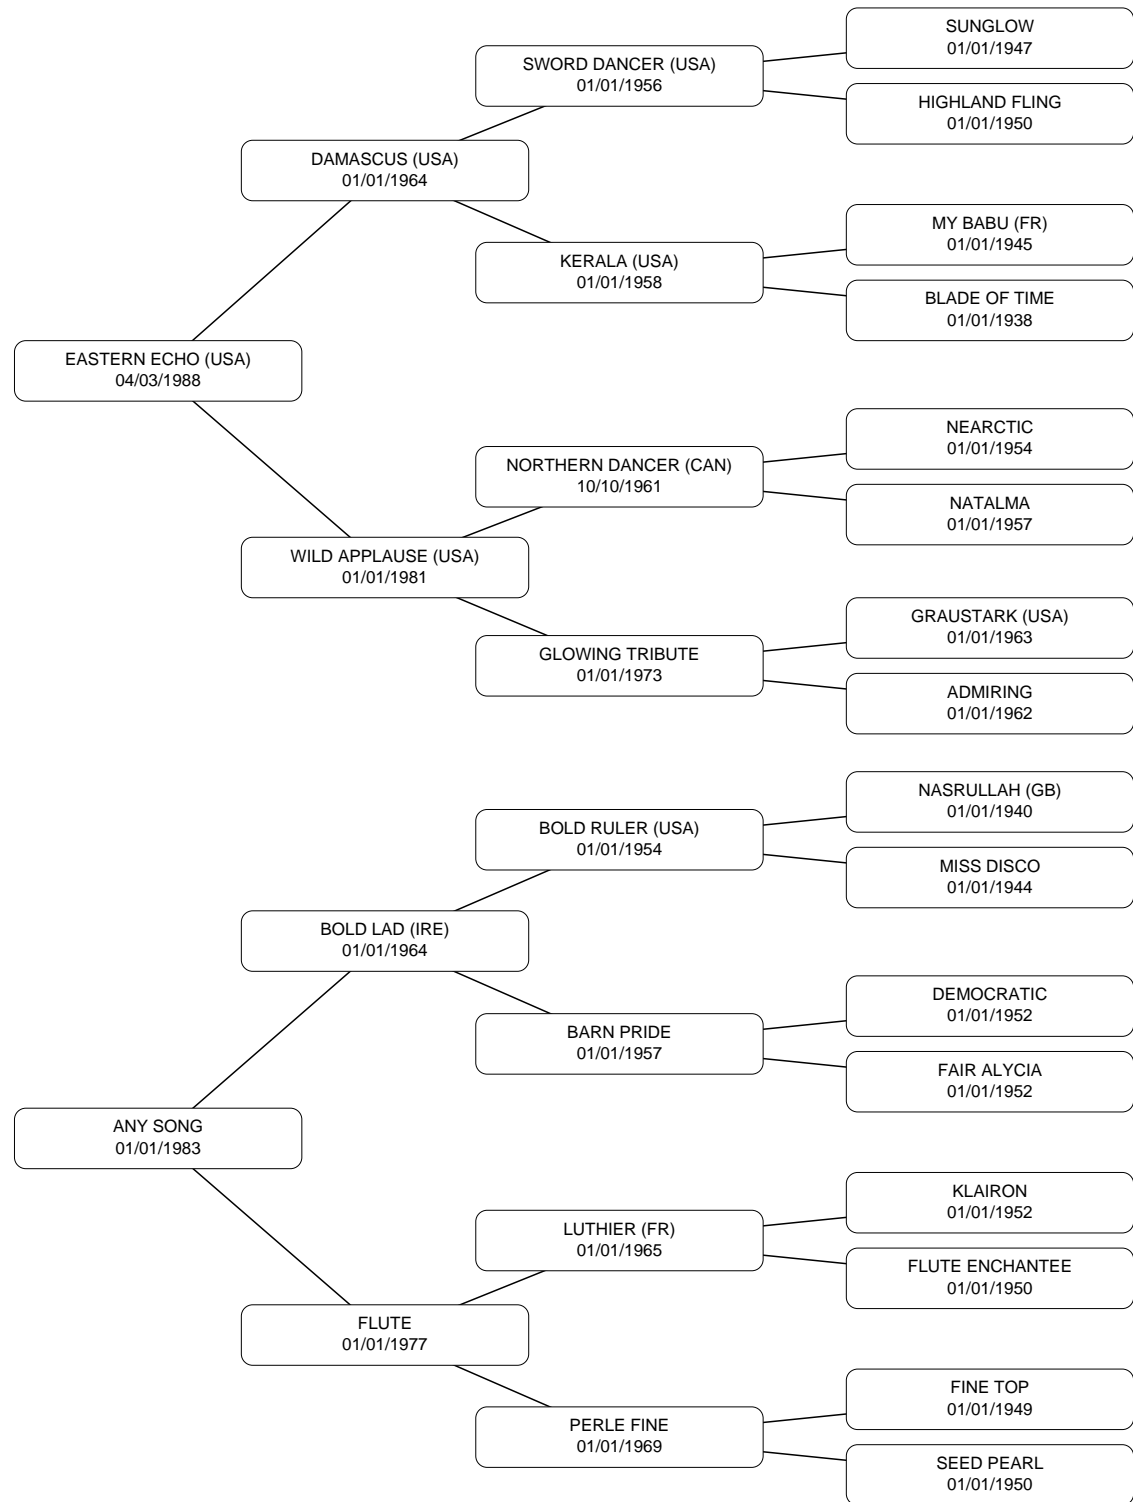 SUNGLOW
01/01/1947
SWORD DANCER (USA)
01/01/1956
HIGHLAND FLING
01/01/1950
DAMASCUS (USA)
01/01/1964
MY BABU (FR)
01/01/1945
KERALA (USA)
01/01/1958
BLADE OF TIME
01/01/1938
EASTERN ECHO (USA)
04/03/1988
NEARCTIC
01/01/1954
NORTHERN DANCER (CAN)
10/10/1961
NATALMA
01/01/1957
WILD APPLAUSE (USA)
01/01/1981
GRAUSTARK (USA)
01/01/1963
GLOWING TRIBUTE
01/01/1973
ADMIRING
01/01/1962
NASRULLAH (GB)
01/01/1940
BOLD RULER (USA)
01/01/1954
MISS DISCO
01/01/1944
BOLD LAD (IRE)
01/01/1964
DEMOCRATIC
01/01/1952
BARN PRIDE
01/01/1957
FAIR ALYCIA
01/01/1952
ANY SONG
01/01/1983
KLAIRON
01/01/1952
LUTHIER (FR)
01/01/1965
FLUTE ENCHANTEE
01/01/1950
FLUTE
01/01/1977
FINE TOP
01/01/1949
PERLE FINE
01/01/1969
SEED PEARL
01/01/1950